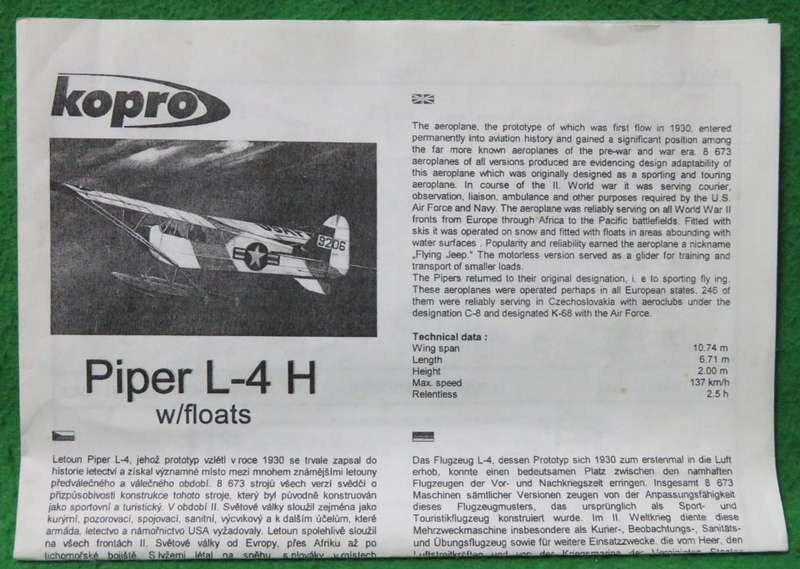 kopro
9206
Piper L-4 H
w/floats
Letoun Piper L-4, jehož prototyp vzlétl v roce 1930 se trvale zapsal do
historie letectví a získal významné místo mezi mnohem známějšími letouny
předválečného a válečného období. 8 673 strojů všech verzí svědčí o
přizpůsobivosti konstrukce tohoto stroje, který byl původně konstruován
jako sportovní a turistický. V období II. Světové války sloužil zejména jako
kurýrní, pozorovací, spojovací, sanitní, výcvikový a k dalším účelům, které
armáda, letectvo a námořnictvo USA vyžadovaly. Letoun spolehlivě sloužil
na všech frontách II. Světové války od Evropy, přes Afriku až po
tichomořské bojiště. S lyžemi létal na sněhu, s plováky v místech
The aeroplane, the prototype of which was first flow in 1930, entered
permanently into aviation history and gained a significant position among
the far more known aeroplanes of the pre-war and war era. 8 673
aeroplanes of all versions produced are evidencing design adaptability of
this aeroplane which was originally designed as a sporting and touring
aeroplane. In course of the II. World war it was serving courier,
observation, liaison, ambulance and other purposes required by the U.S.
Air Force and Navy. The aeroplane was reliably serving on all World War II
fronts from Europe through Africa to the Pacific battlefields. Fitted with
skis it was operated on snow and fitted with floats in areas abounding with
water surfaces . Popularity and reliability earned the aeroplane a nickname
„Flying Jeep." The motorless version served as a glider for training and
transport of smaller loads.
The Pipers returned to their original designation, i. e to sporting fly ing.
These aeroplanes were operated perhaps in all European states. 246 of
them were reliably serving in Czechoslovakia with aeroclubs under the
designation C-8 and designated K-68 with the Air Force.
Technical data :
Wing span 10.74 m
Length 6.71 m
Height 2.00 m
Max. speed 137 km/h
Relentless 2.5 h
Das Flugzeug L-4, dessen Prototyp sich 1930 zum erstenmal in die Luft
erhob, konnte einen bedeutsamen Platz zwischen den namhaften
Flugzeugen der Vor- und Nachkriegszeit erringen. Insgesamt 8 673
Maschinen sämtlicher Versionen zeugen von der Anpassungsfähigkeit
dieses Flugzeugmusters, das ursprünglich als Sport- und
Touristikflugzeug konstruiert wurde. Im II. Weltkrieg diente diese
Mehrzweckmaschine insbesondere als Kurier-, Beobachtungs-, Sanitäts-
und Übungsflugzeug sowie für weitere Einsatzzwecke. die vom Heer, den
Luftstreitkräften und von der Kriegsmarine der Vereinigten Staaten